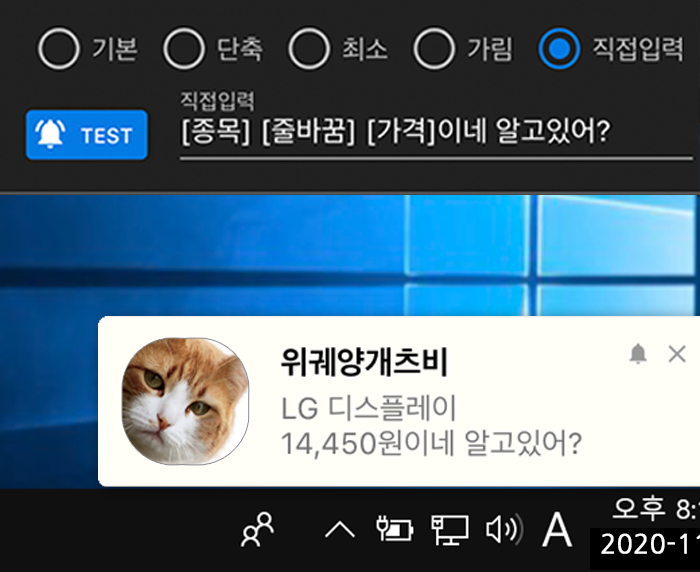 기본 단축 최소 가림 직접입력
직접입력
TEST [종목] [줄바꿈] [가격]이네 알고있어?
위궤양개츠비
LG 디스플레이
14,450원이네 알고있어?
A 오후 8:1
2020-11